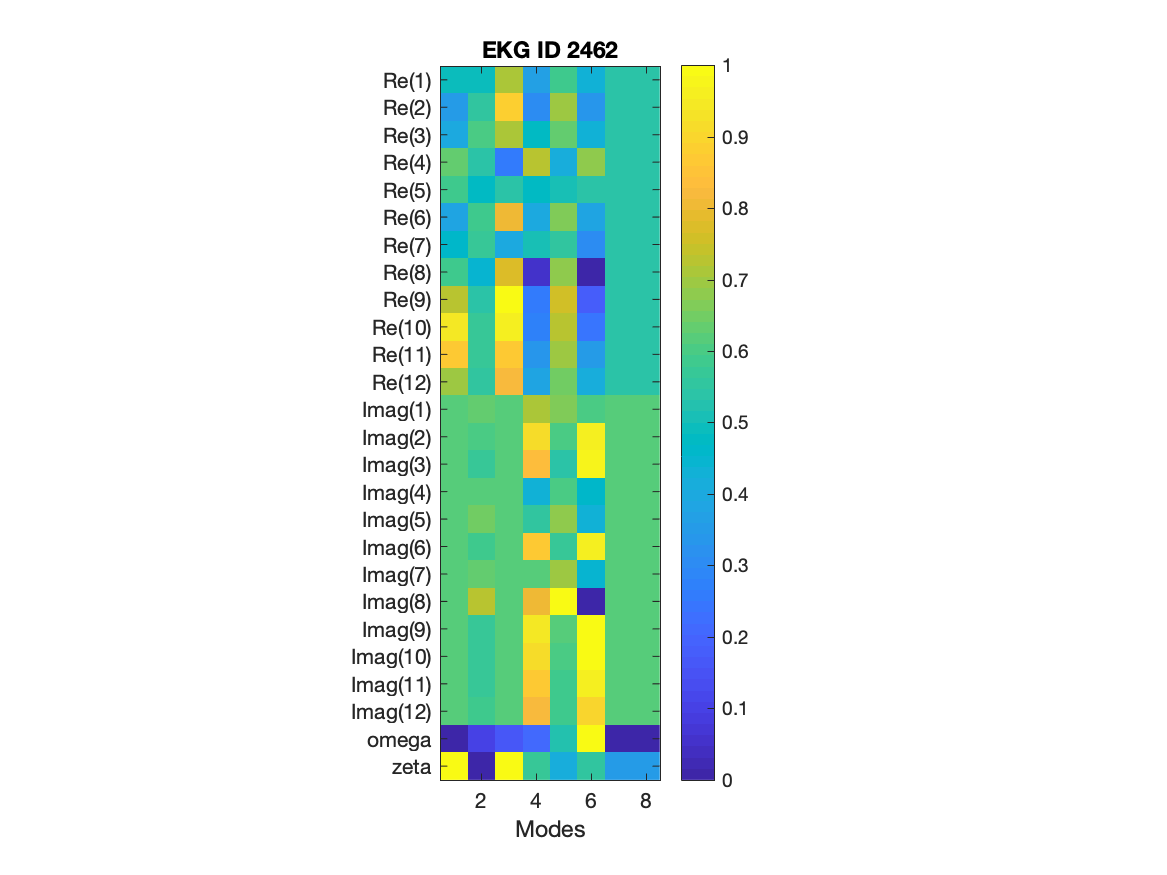 EKG ID 2462
Re(1)
Re(2)
Re(3)
Re(4)
Re(5)
Re(6)
Re(7)
Re(8)
Re(9)
Re(10)
Re(11)
Re(12)
Imag(1)
Imag(2)
Imag(3)
Imag(4)
Imag(5)
Imag(6)
Imag(7)
Imag(8)
Imag(9)
Imag(10)
Imag(11)
Imag(12)
omega
zeta
2 4 6 8
Modes
1
0.9
0.8
0.7
0.6
0.5
0.4
0.3
0.2
0.1
0